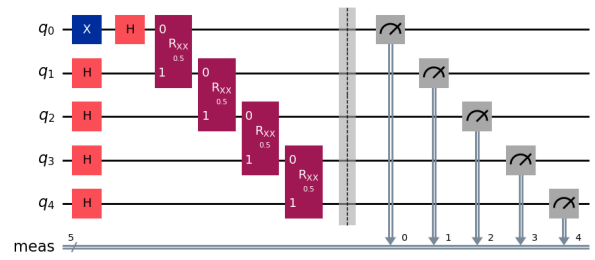 q0 X H 0 RXX 0.5 1
q1 H 0 RXX 0.5 1
q2 H 0 RXX 0.5 1
q3 H 0 RXX 0.5 1
q4 H
meas 5 0 1 2 3 4